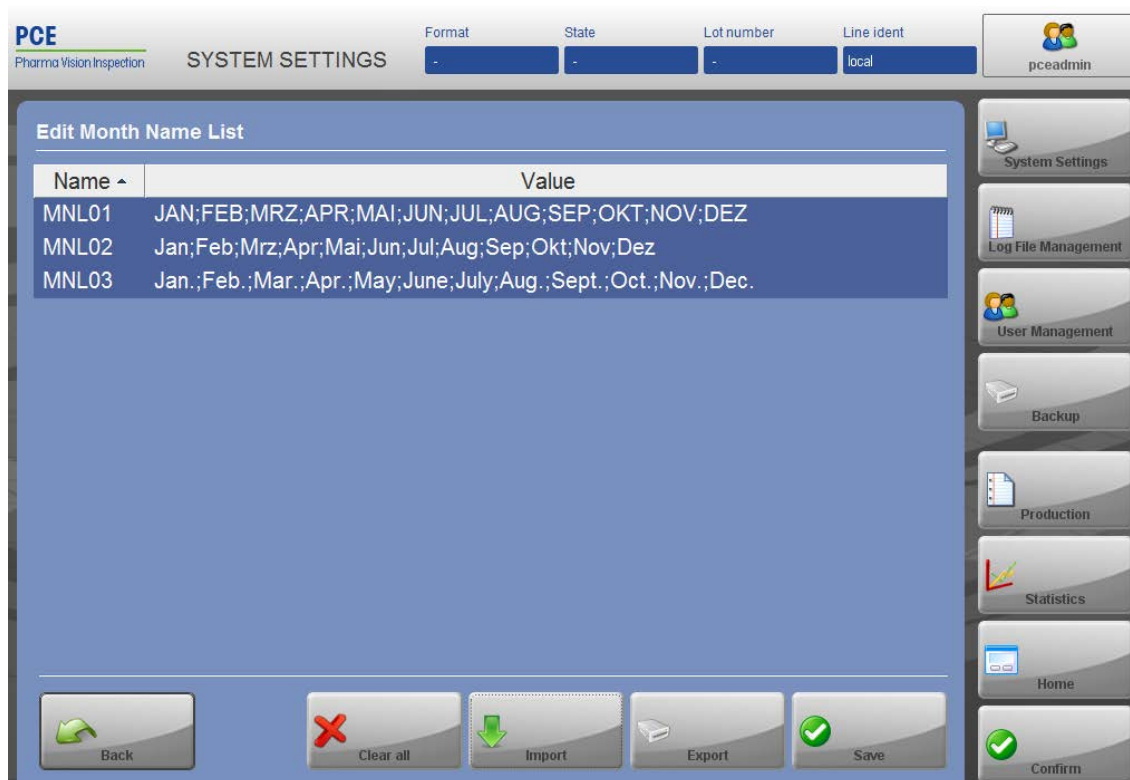 PCE
Pharma Vision Inspection
SYSTEM SETTINGS
Format
State
Lot number
Line ident
-
-
-
local
pceadmin
Edit Month Name List
Name
Value
MNL01 JAN;FEB;MRZ;APR;MAI;JUN;JUL;AUG;SEP;OKT;NOV;DEZ
MNL02 Jan;Feb;Mrz;Apr;Mai;Jun;Jul;Aug;Sep;Okt;Nov;Dez
MNL03 Jan.;Feb.;Mar.;Apr.;May;June;July;Aug.;Sept.;Oct.;Nov.;Dec.
System Settings
Log File Management
User Management
Backup
Production
Statistics
Home
Confirm
Back
Clear all
Import
Export
Save